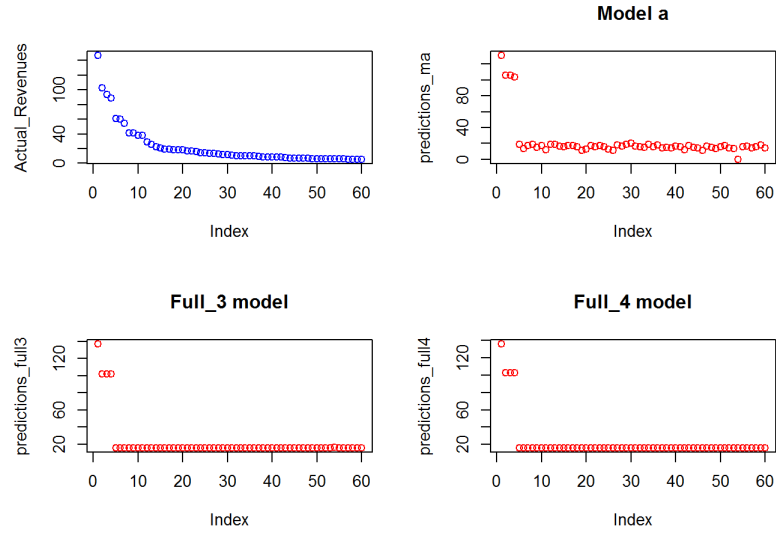 Model a
Actual_Revenues
0 40 100
0 10 20 30 40 50 60
Index
predictions_ma
0 40 80
0 10 20 30 40 50 60
Index
Full_3 model
predictions_full3
20 60 120
0 10 20 30 40 50 60
Index
Full_4 model
predictions_full4
20 60 120
0 10 20 30 40 50 60
Index